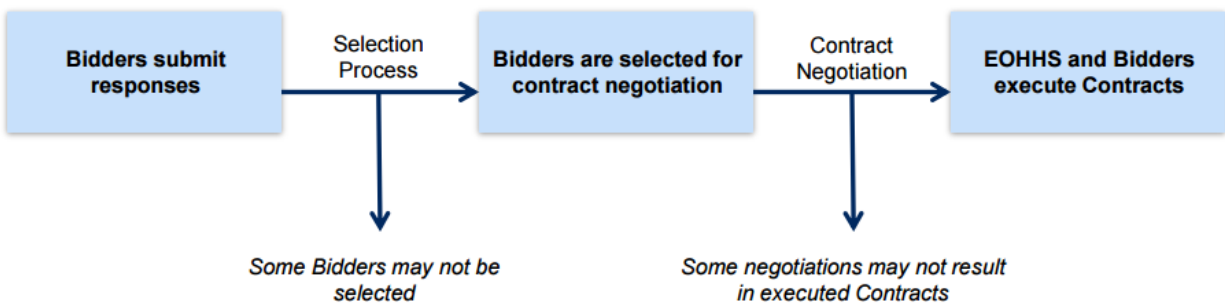 Bidders submit
responses
Selection
Process
Bidders are selected for
contract negotiation
Contract
Negotiation
EOHHS and Bidders
execute Contracts
Some Bidders may not be
selected
Some negotiations may not result
in executed Contracts